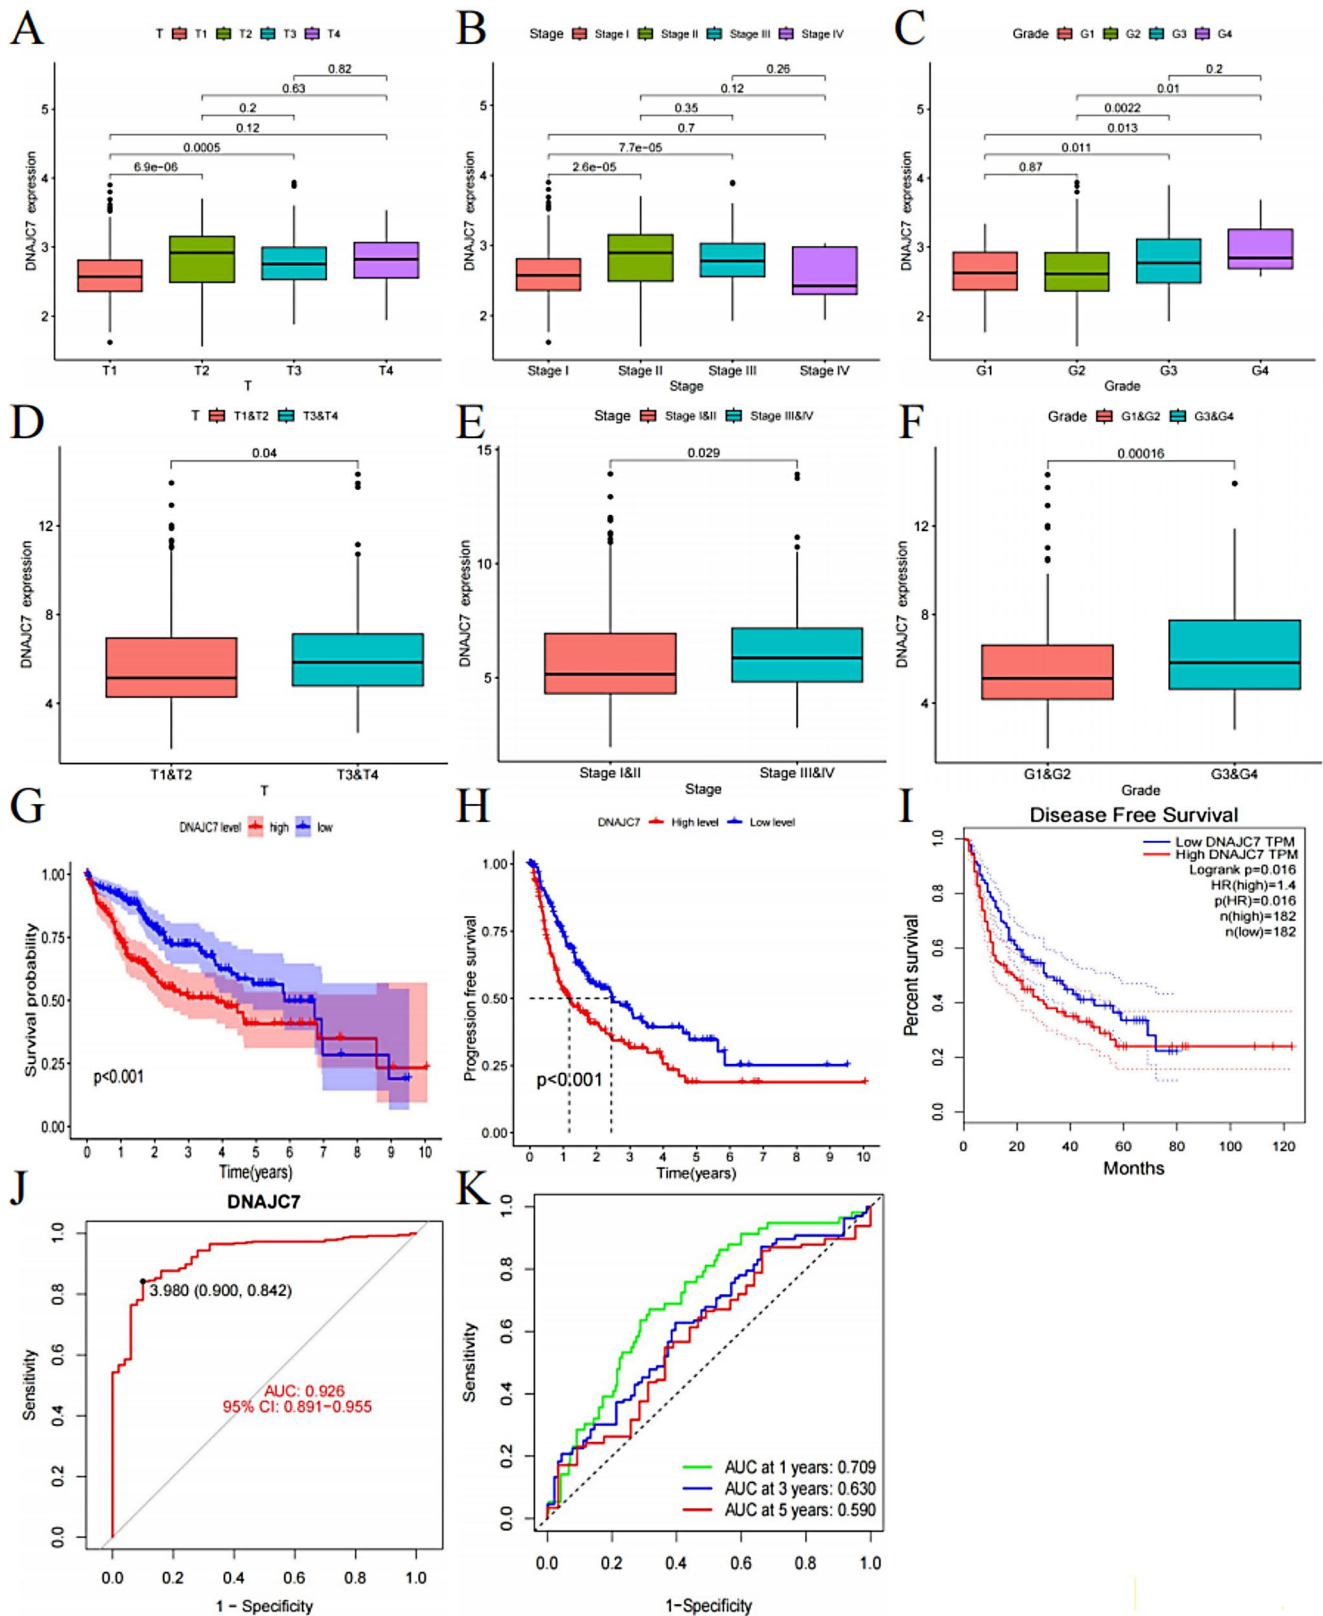 A
T T1 T2 T3 T4
0.82
0.63
0.2
0.12
0.0005
6.9e−06
5
4
3
2
DNAJC7 expression
T1 T2 T3 T4
T
B
Stage Stage I Stage II Stage III Stage IV
0.26
0.12
0.35
0.7
7.7e−05
2.6e−05
5
4
3
2
DNAJC7 expression
Stage I Stage II Stage III Stage IV
Stage
C
Grade G1 G2 G3 G4
0.2
0.01
0.0022
0.013
0.011
0.87
5
4
3
2
DNAJC7 expression
G1 G2 G3 G4
Grade
D
T T1&T2 T3&T4
0.04
12
8
4
DNAJC7 expression
T1&T2 T3&T4
T
E
Stage Stage I&II Stage III&IV
0.029
15
10
5
DNAJC7 expression
Stage I&II Stage III&IV
Stage
F
Grade G1&G2 G3&G4
0.00016
12
8
4
DNAJC7 expression
G1&G2 G3&G4
Grade
G
DNAJC7 level high low
1.00
0.75
0.50
0.25
0.00
Survival probability
p<0.001
0 1 2 3 4 5 6 7 8 9 10
Time(years)
H
DNAJC7 High level Low level
1.00
0.75
0.50
0.25
0.00
Progression free survival
p<0.001
0 1 2 3 4 5 6 7 8 9 10
Time(years)
I
Disease Free Survival
Low DNAJC7 TPM
High DNAJC7 TPM
Logrank p=0.016
HR(high)=1.4
p(HR)=0.016
n(high)=182
n(low)=182
1.0
0.8
0.6
0.4
0.2
0.0
Percent survival
0 20 40 60 80 100 120
Months
J
DNAJC7
1.0
0.8
0.6
0.4
0.2
0.0
Sensitivity
3.980 (0.900, 0.842)
AUC: 0.926
95% CI: 0.891−0.955
0.0 0.2 0.4 0.6 0.8 1.0
1 − Specificity
K
1.0
0.8
0.6
0.4
0.2
0.0
Sensitivity
AUC at 1 years: 0.709
AUC at 3 years: 0.630
AUC at 5 years: 0.590
0.0 0.2 0.4 0.6 0.8 1.0
1−Specificity